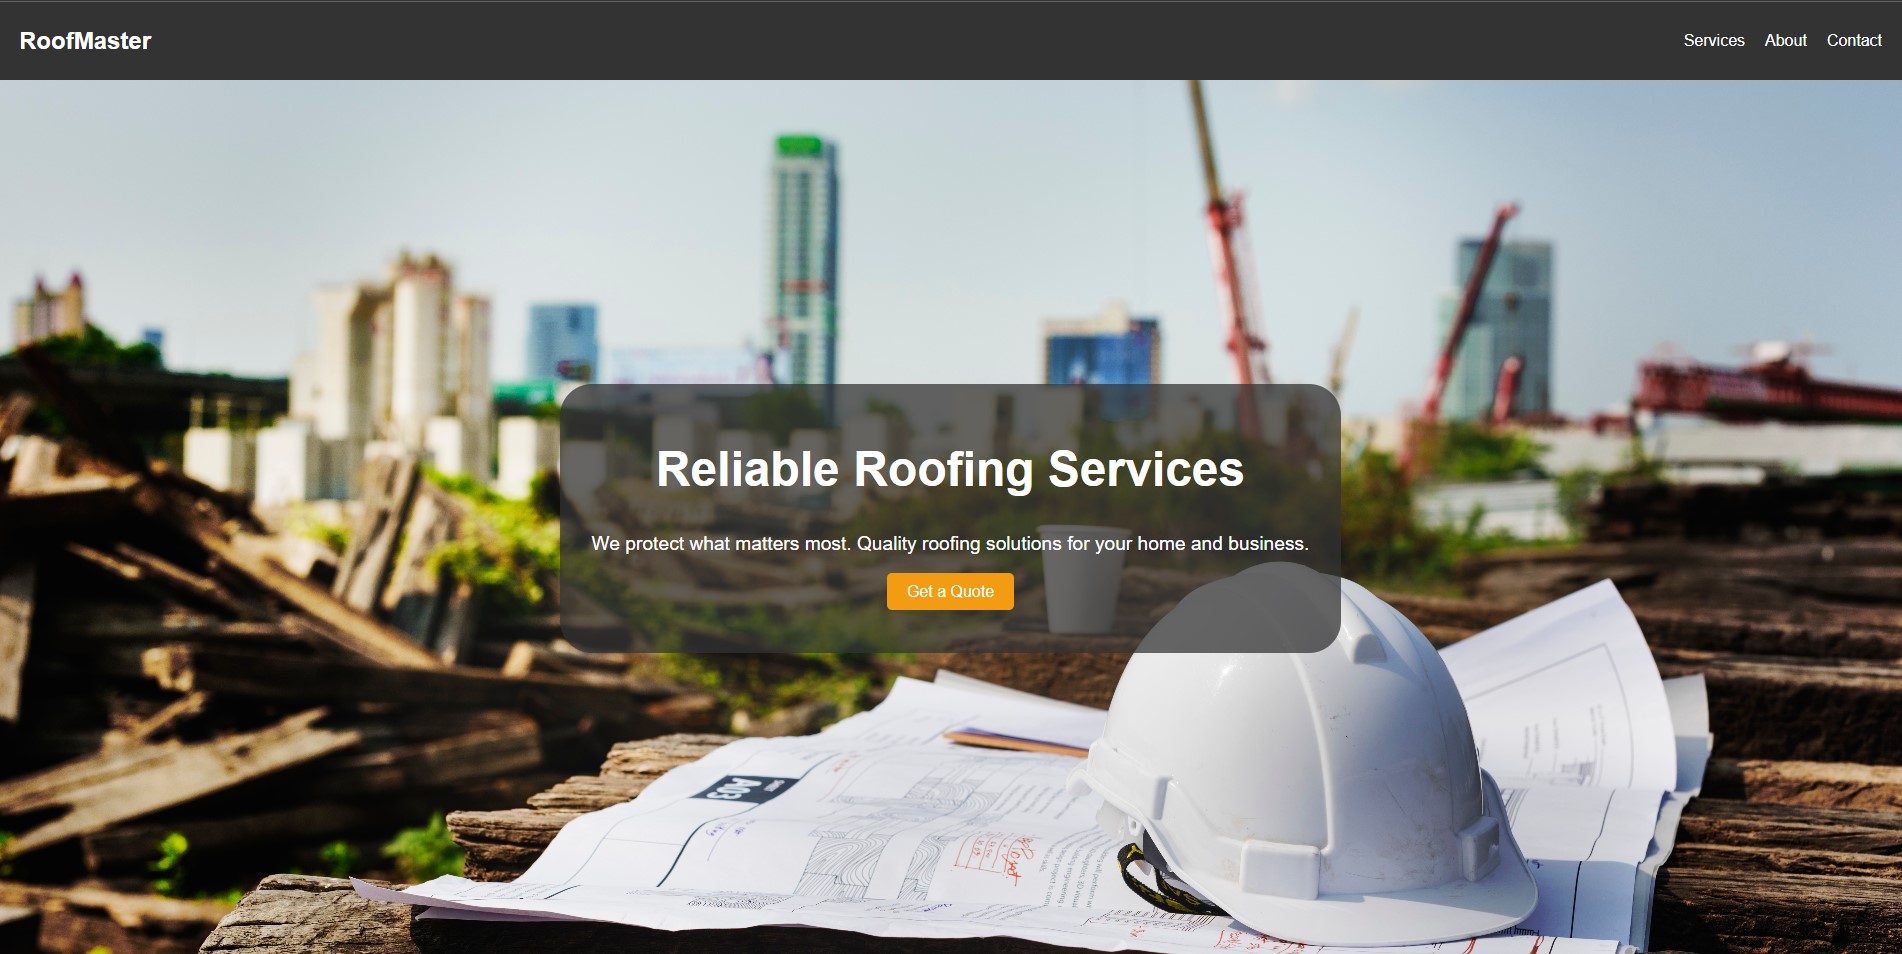 RoofMaster
Services About Contact
Reliable Roofing Services
We protect what matters most. Quality roofing solutions for your home and business.
Get a Quote
A03